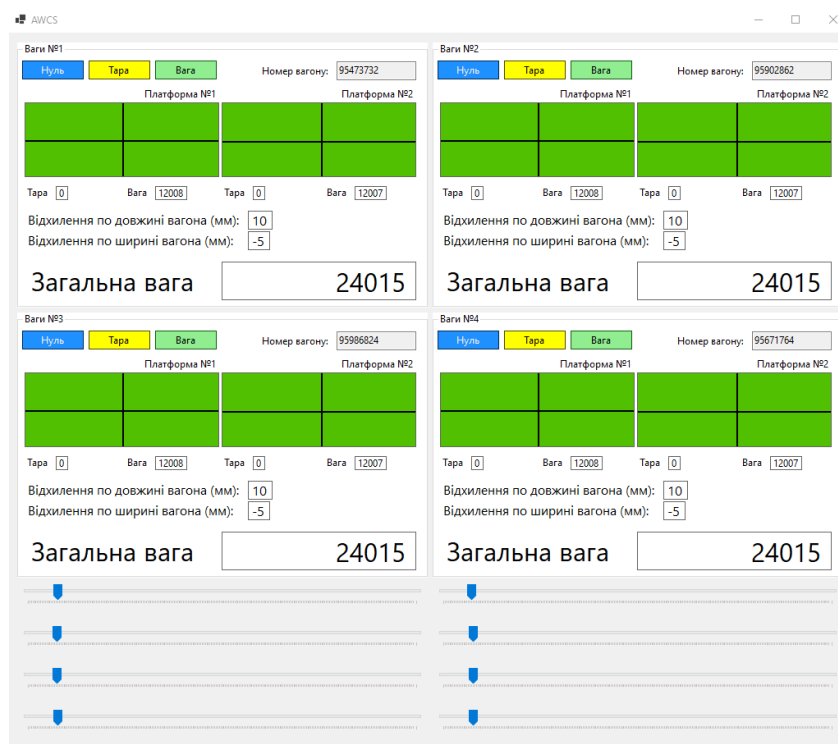 AWCS
Ваги №1
Нуль Тара Вага Номер вагону: 95473732
Платформа №1 Платформа №2
Тара 0 Вага 12008 Тара 0 Вага 12007
Відхилення по довжині вагона (мм): 10
Відхилення по ширині вагона (мм): -5
Загальна вага 24015
Ваги №2
Нуль Тара Вага Номер вагону: 95902862
Платформа №1 Платформа №2
Тара 0 Вага 12008 Тара 0 Вага 12007
Відхилення по довжині вагона (мм): 10
Відхилення по ширині вагона (мм): -5
Загальна вага 24015
Ваги №3
Нуль Тара Вага Номер вагону: 95986824
Платформа №1 Платформа №2
Тара 0 Вага 12008 Тара 0 Вага 12007
Відхилення по довжині вагона (мм): 10
Відхилення по ширині вагона (мм): -5
Загальна вага 24015
Ваги №4
Нуль Тара Вага Номер вагону: 95671764
Платформа №1 Платформа №2
Тара 0 Вага 12008 Тара 0 Вага 12007
Відхилення по довжині вагона (мм): 10
Відхилення по ширині вагона (мм): -5
Загальна вага 24015